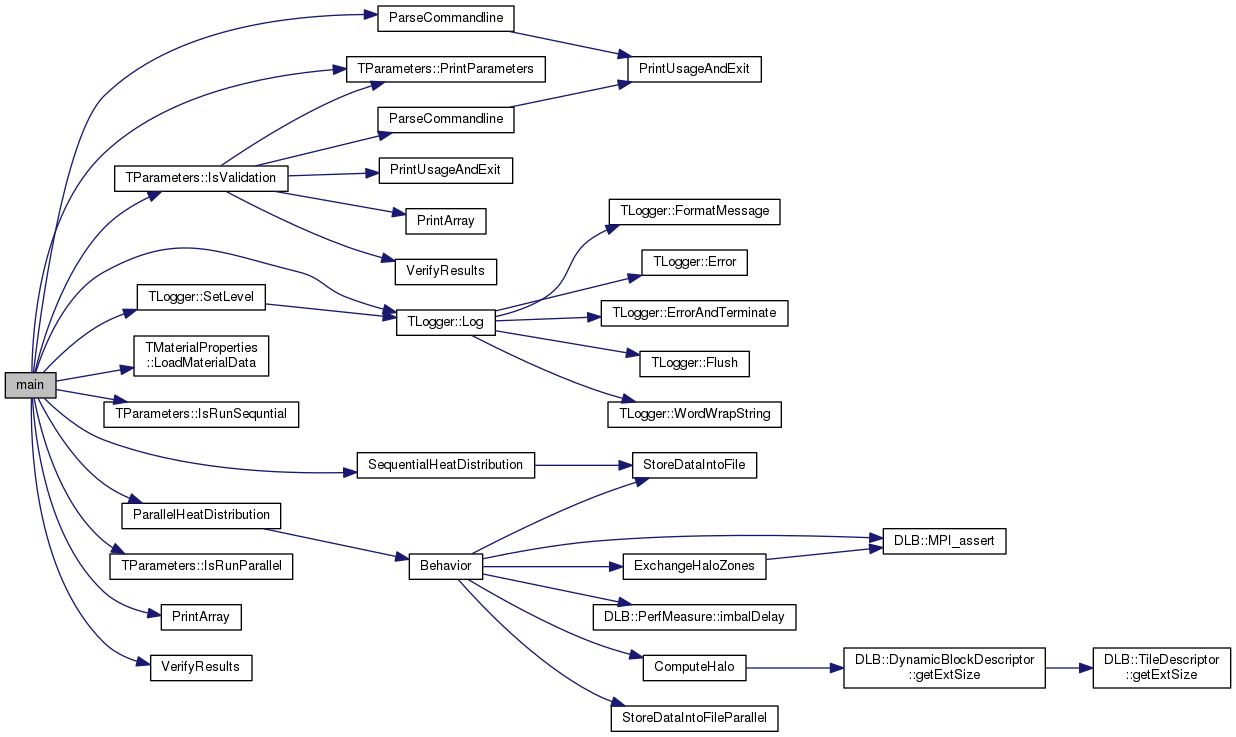 ParseCommandline
PrintUsageAndExit
TParameters::PrintParameters
ParseCommandline
PrintUsageAndExit
TParameters::IsValidation
PrintArray
TLogger::FormatMessage
VerifyResults
TLogger::Error
TLogger::SetLevel
TLogger::Log
TLogger::ErrorAndTerminate
TMaterialProperties
::LoadMaterialData
TLogger::Flush
main
TParameters::IsRunSequntial
TLogger::WordWrapString
SequentialHeatDistribution
StoreDataIntoFile
ParallelHeatDistribution
DLB::MPI_assert
TParameters::IsRunParallel
Behavior
ExchangeHaloZones
PrintArray
DLB::PerfMeasure::imbalDelay
VerifyResults
ComputeHalo
DLB::DynamicBlockDescriptor
::getExtSize
DLB::TileDescriptor
::getExtSize
StoreDataIntoFileParallel